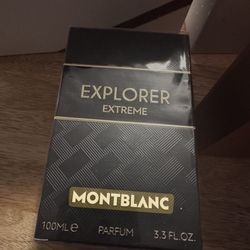 EXPLORER
EXTREME
MONTBLANC
100ML e PARFUM 3.3 FL.OZ.